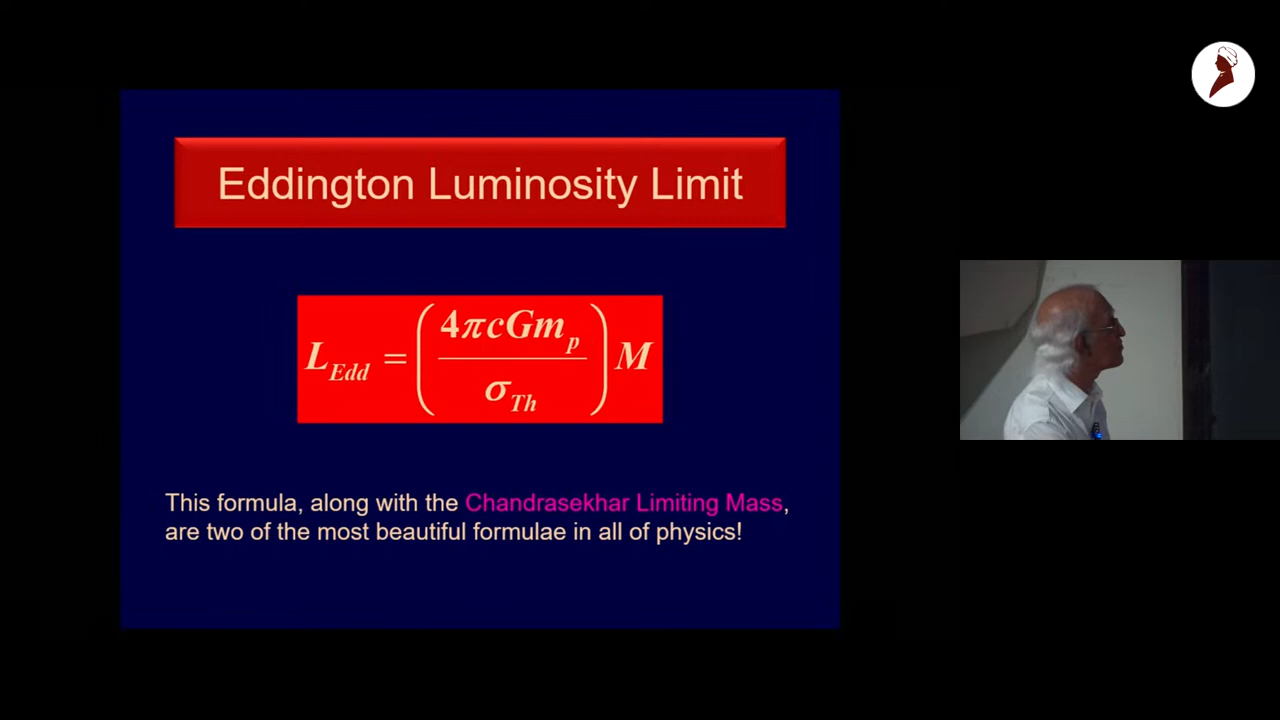 Eddington Luminosity Limit
L_Edd = (4πcGm_p / σ_Th) M
This formula, along with the Chandrasekhar Limiting Mass,
are two of the most beautiful formulae in all of physics!